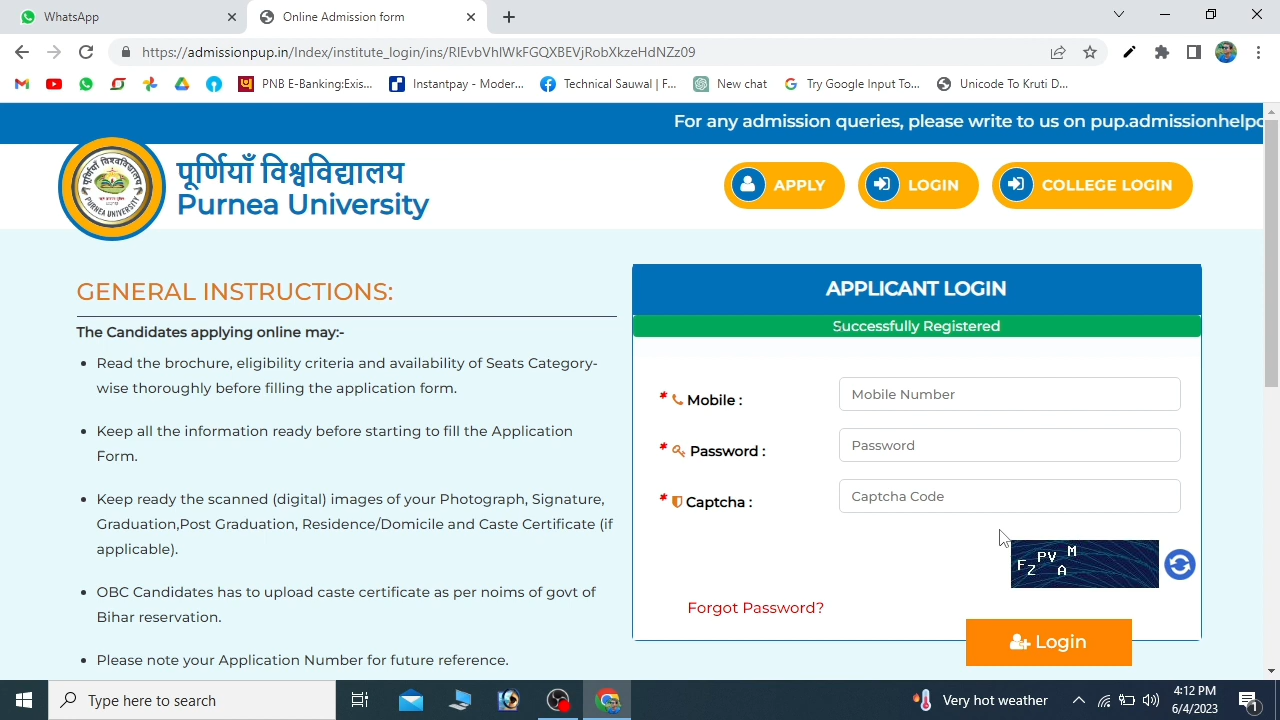 WhatsApp
Online Admission form
https://admissionpup.in/Index/institute_login/ins/RlEvbVhIWkFGQXBEVjRobXkzeHdNZz09
PNB E-Banking:Exis...
Instantpay - Moder...
Technical Sauwal | F...
New chat
Try Google Input To...
Unicode To Kruti D...
For any admission queries, please write to us on pup.admissionhelpd
पूर्णियाँ विश्वविद्यालय
Purnea University
APPLY
LOGIN
COLLEGE LOGIN
GENERAL INSTRUCTIONS:
The Candidates applying online may:-
Read the brochure, eligibility criteria and availability of Seats Category-
wise thoroughly before filling the application form.
Keep all the information ready before starting to fill the Application
Form.
Keep ready the scanned (digital) images of your Photograph, Signature,
Graduation,Post Graduation, Residence/Domicile and Caste Certificate (if
applicable).
OBC Candidates has to upload caste certificate as per noims of govt of
Bihar reservation.
Please note your Application Number for future reference.
APPLICANT LOGIN
Successfully Registered
* Mobile :
Mobile Number
* Password :
Password
* Captcha :
Captcha Code
FZPVAM
Forgot Password?
Login
Type here to search
Very hot weather
4:12 PM
6/4/2023
1